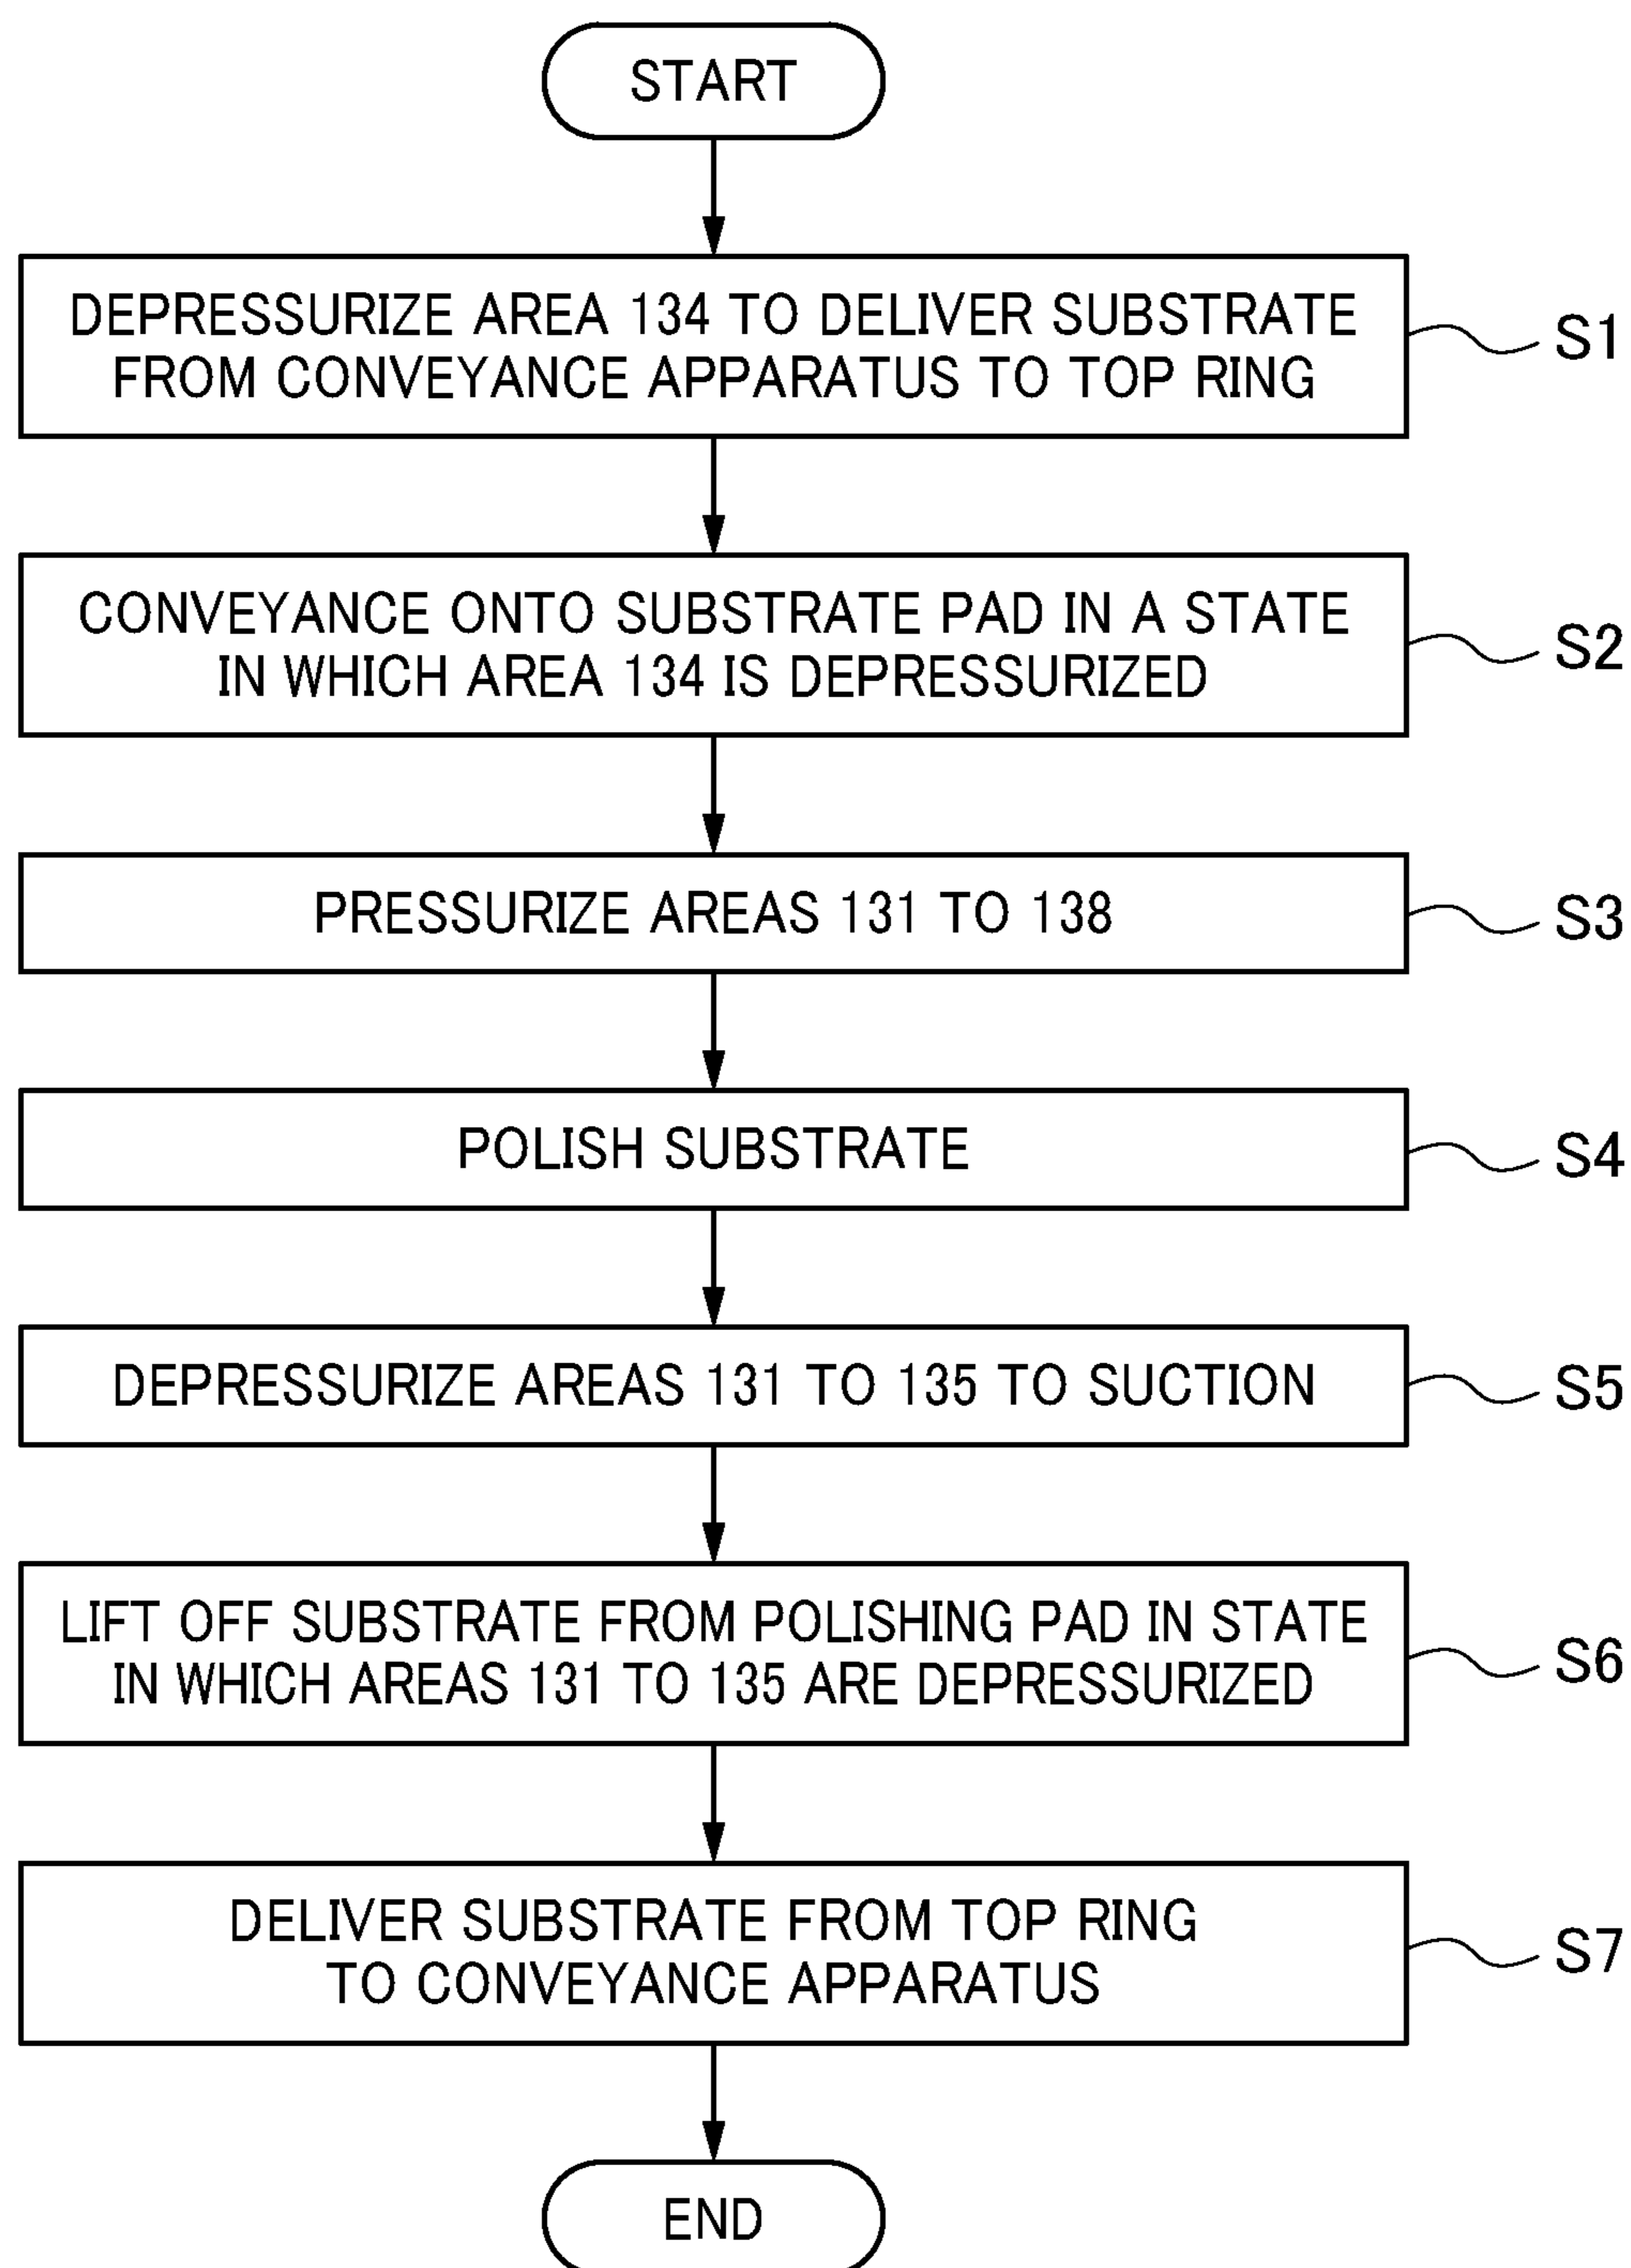 START
DEPRESSURIZE AREA 134 TO DELIVER SUBSTRATE
FROM CONVEYANCE APPARATUS TO TOP RING
S1
CONVEYANCE ONTO SUBSTRATE PAD IN A STATE
IN WHICH AREA 134 IS DEPRESSURIZED
S2
PRESSURIZE AREAS 131 TO 138
S3
POLISH SUBSTRATE
S4
DEPRESSURIZE AREAS 131 TO 135 TO SUCTION
S5
LIFT OFF SUBSTRATE FROM POLISHING PAD IN STATE
IN WHICH AREAS 131 TO 135 ARE DEPRESSURIZED
S6
DELIVER SUBSTRATE FROM TOP RING
TO CONVEYANCE APPARATUS
S7
END